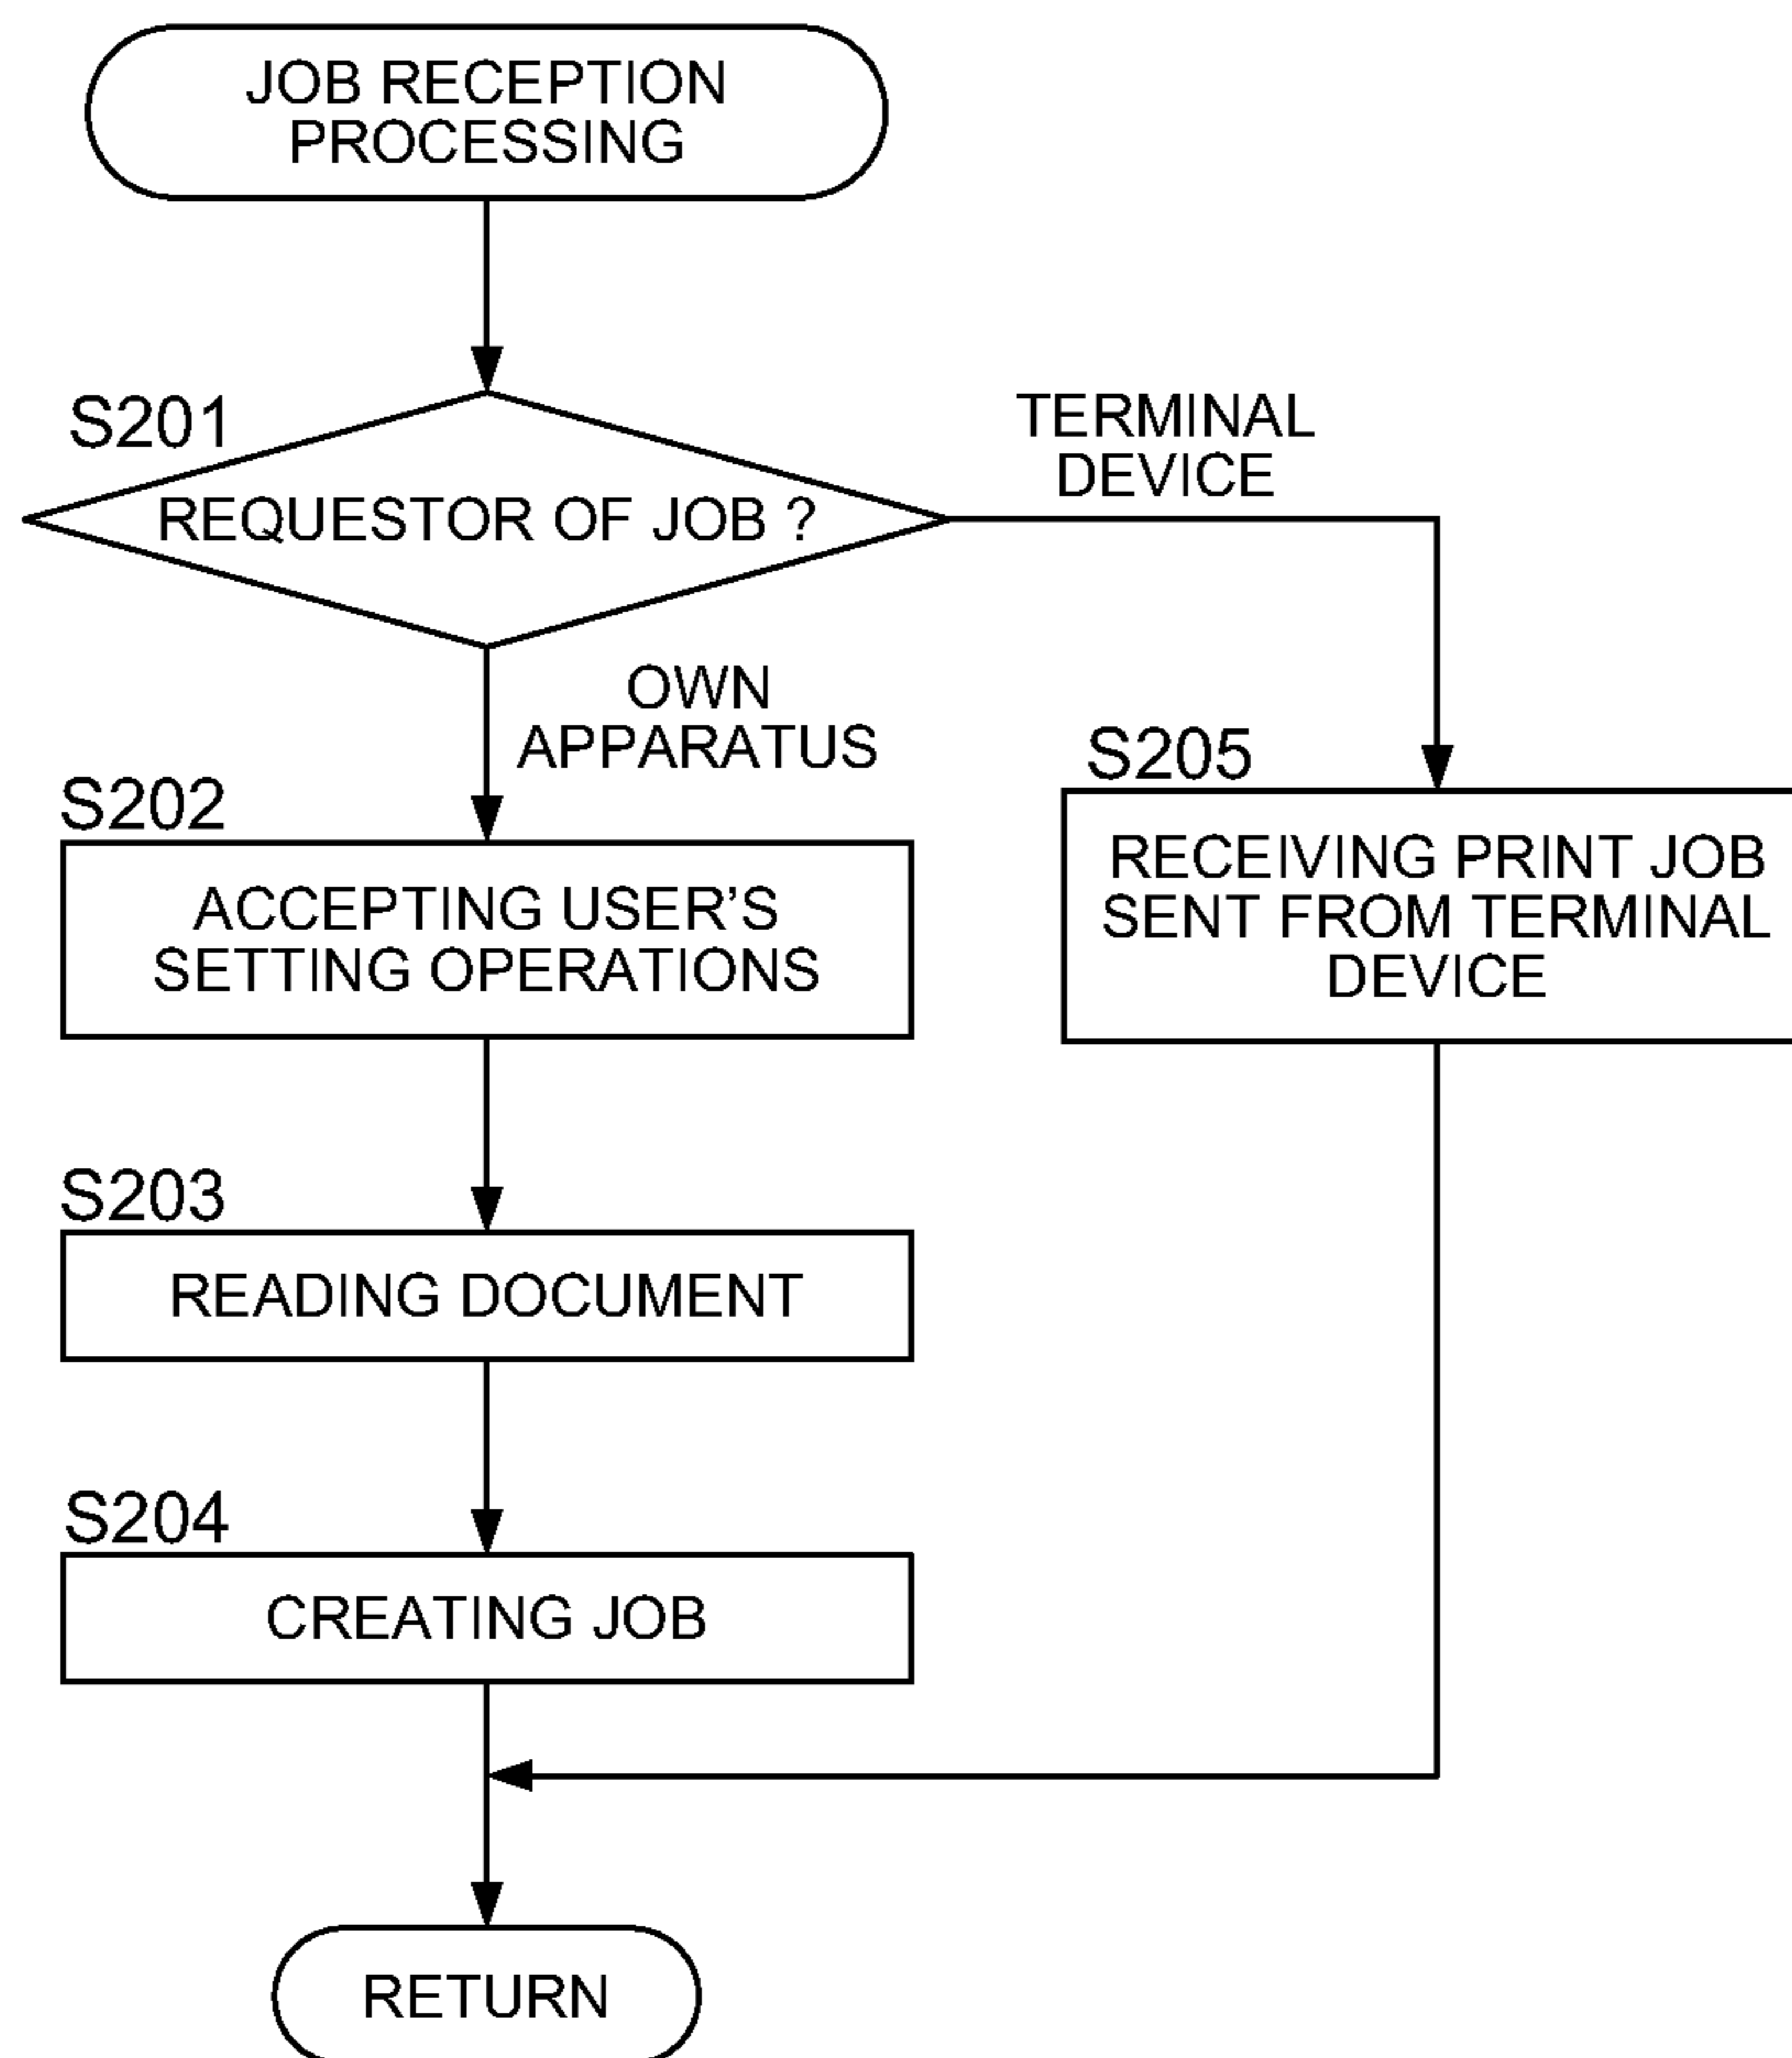 JOB RECEPTION
PROCESSING
S201
REQUESTOR OF JOB ?
TERMINAL
DEVICE
OWN
APPARATUS
S202
ACCEPTING USER'S
SETTING OPERATIONS
S205
RECEIVING PRINT JOB
SENT FROM TERMINAL
DEVICE
S203
READING DOCUMENT
S204
CREATING JOB
RETURN